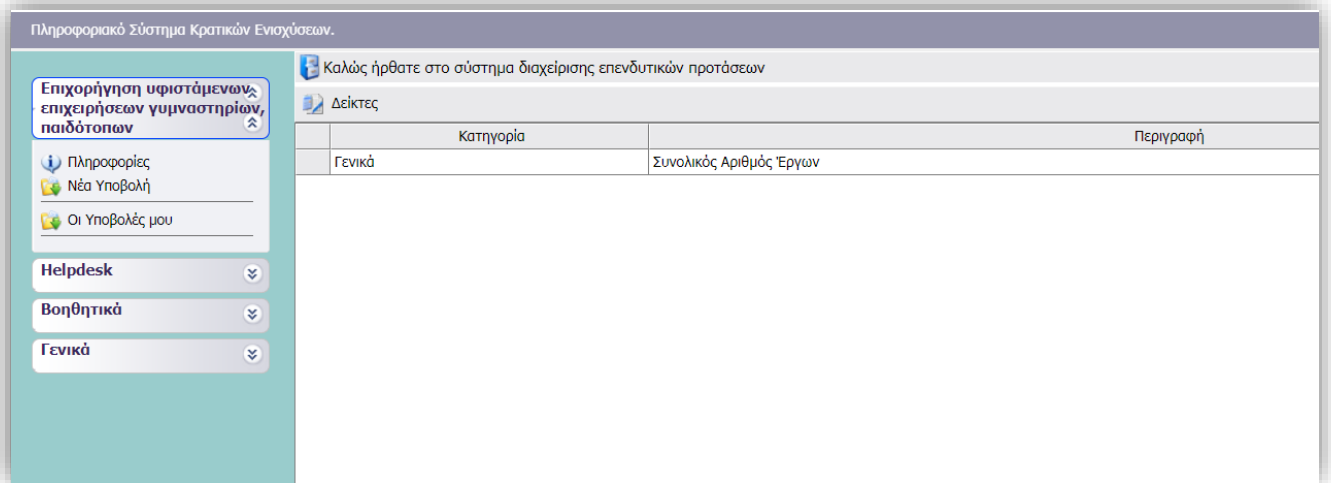 Πληροφοριακό Σύστημα Κρατικών Ενισχύσεων.
Επιχορήγηση υφιστάμενων
επιχειρήσεων γυμναστηρίων,
παιδότοπων
Πληροφορίες
Νέα Υποβολή
Οι Υποβολές μου
Helpdesk
Βοηθητικά
Γενικά
Καλώς ήρθατε στο σύστημα διαχείρισης επενδυτικών προτάσεων
Δείκτες
Κατηγορία Περιγραφή
Γενικά Συνολικός Αριθμός Έργων